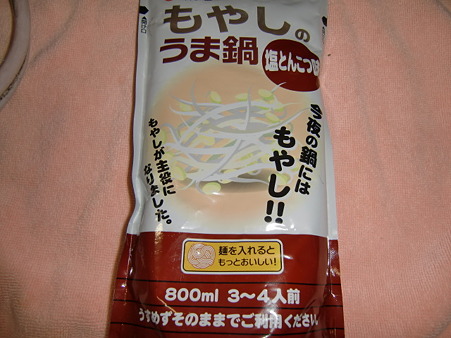 もやしの
うま鍋
塩とんこつ味
今夜の鍋には
もやし!!
もやしが主役に
なりました。
麺を入れると
もっとおいしい!
800ml 3〜4人前
うすめずそのままでご利用ください。